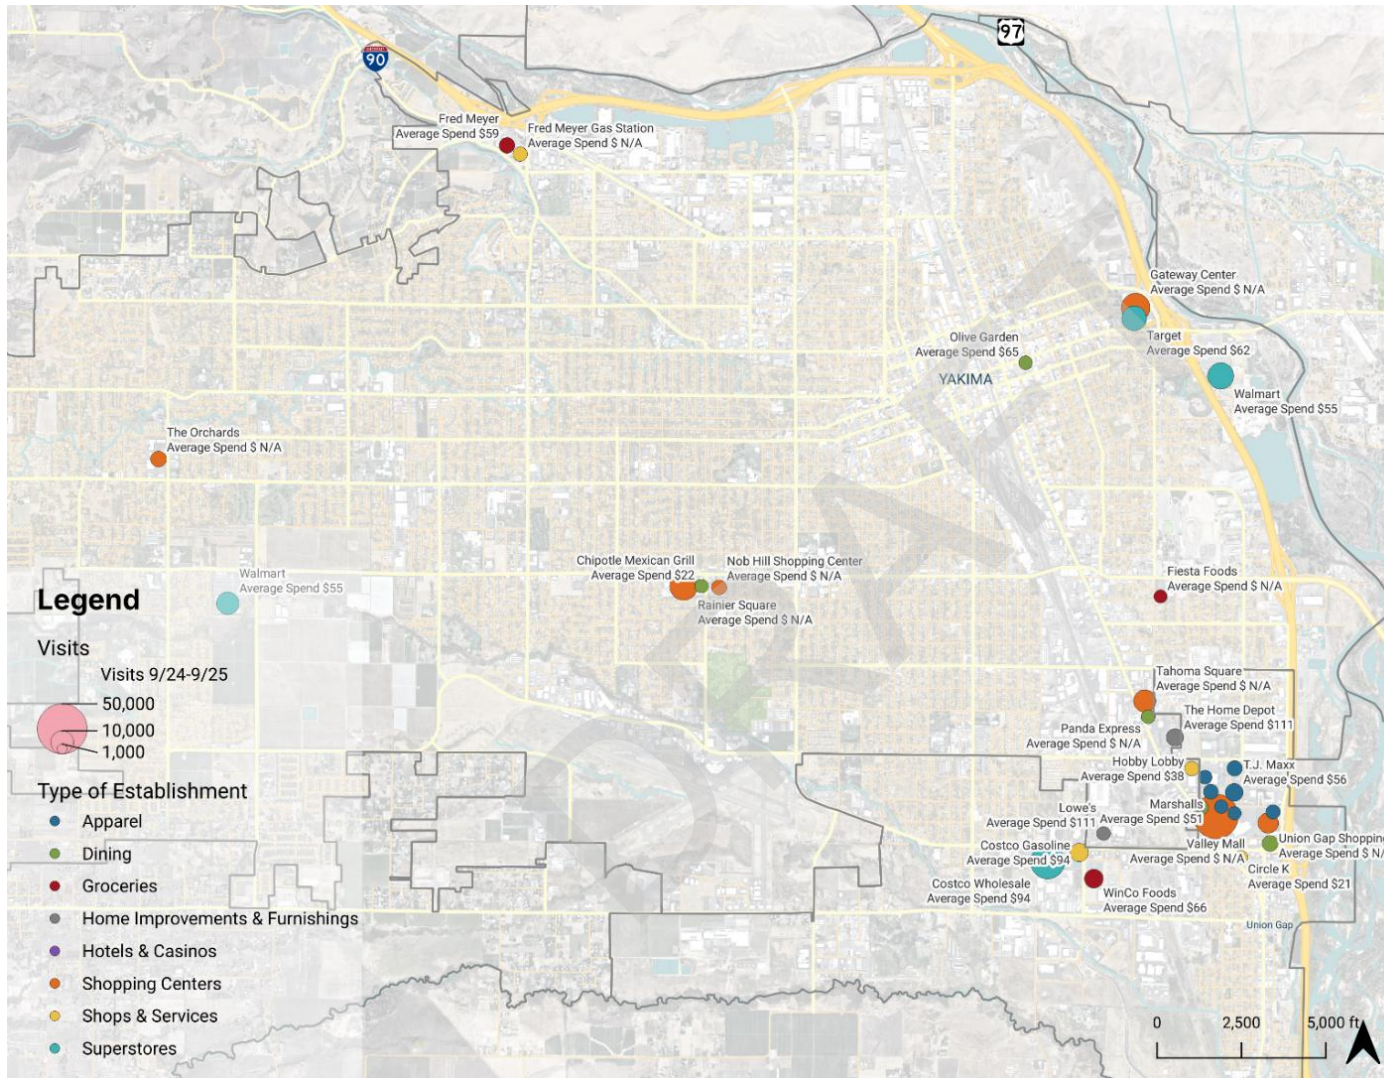 97
INTERSTATE
90
Fred Meyer
Average Spend $59
Fred Meyer Gas Station
Average Spend $ N/A
Gateway Center
Average Spend $ N/A
Target
Average Spend $62
Olive Garden
Average Spend $65
YAKIMA
Walmart
Average Spend $55
The Orchards
Average Spend $ N/A
Chipotle Mexican Grill
Average Spend $22
Nob Hill Shopping Center
Average Spend $ N/A
Rainier Square
Average Spend $ N/A
Walmart
Average Spend $55
Fiesta Foods
Average Spend $ N/A
Tahoma Square
Average Spend $ N/A
The Home Depot
Average Spend $111
Panda Express
Average Spend $ N/A
Hobby Lobby
Average Spend $38
T.J. Maxx
Average Spend $56
Marshalls
Average Spend $51
Lowe's
Average Spend $111
Valley Mall
Average Spend $ N/A
Union Gap Shoppin
Average Spend $ N/
Costco Gasoline
Average Spend $94
Circle K
Average Spend $21
Costco Wholesale
Average Spend $94
WinCo Foods
Average Spend $66
Union Gap
Legend
Visits
Visits 9/24-9/25
50,000
10,000
1,000
Type of Establishment
Apparel
Dining
Groceries
Home Improvements & Furnishings
Hotels & Casinos
Shopping Centers
Shops & Services
Superstores
0 2,500 5,000 ft
DRAFT